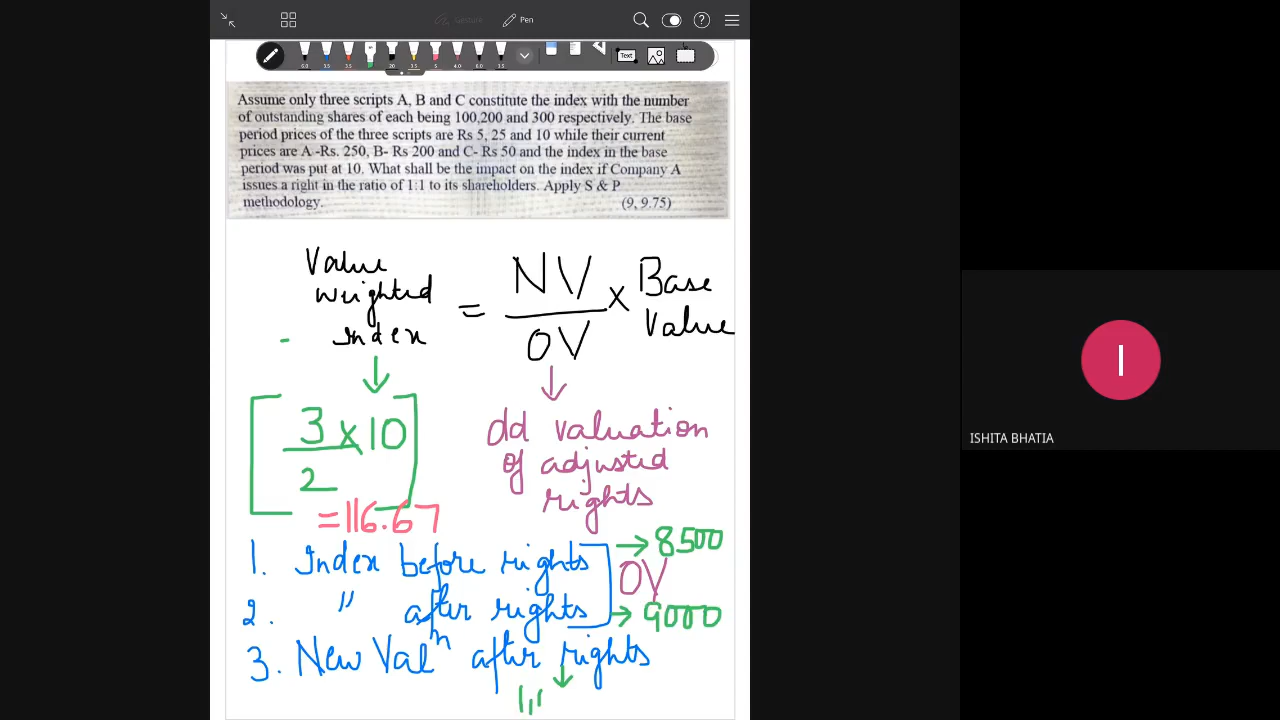 Pen
Text
Assume only three scripts A, B and C constitute the index with the number
of outstanding shares of each being 100,200 and 300 respectively. The base
period prices of the three scripts are Rs 5, 25 and 10 while their current
prices are A -Rs. 250, B- Rs 200 and C- Rs 50 and the index in the base
period was put at 10. What shall be the impact on the index if Company A
issues a right in the ratio of 1:1 to its shareholders. Apply S & P
methodology. (9, 9.75)
Value
weighted
Index
= NV / OV × Base
Value
[3/2 × 10]
= 116.67
old valuation
of adjusted
rights
1. Index before rights → 8500
OV
2. " after rights → 9000
3. New Valn after rights
ISHITA BHATIA
I